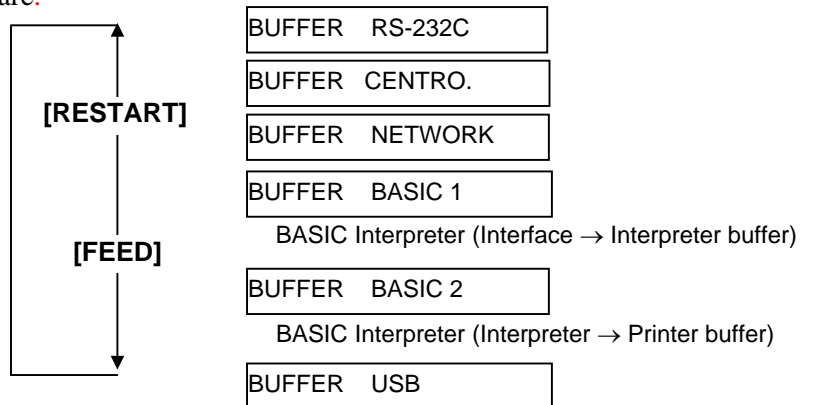 BUFFER RS-232C
BUFFER CENTRO.
[RESTART]
BUFFER NETWORK
BUFFER BASIC 1
BASIC Interpreter (Interface → Interpreter buffer)
[FEED]
BUFFER BASIC 2
BASIC Interpreter (Interpreter → Printer buffer)
BUFFER USB